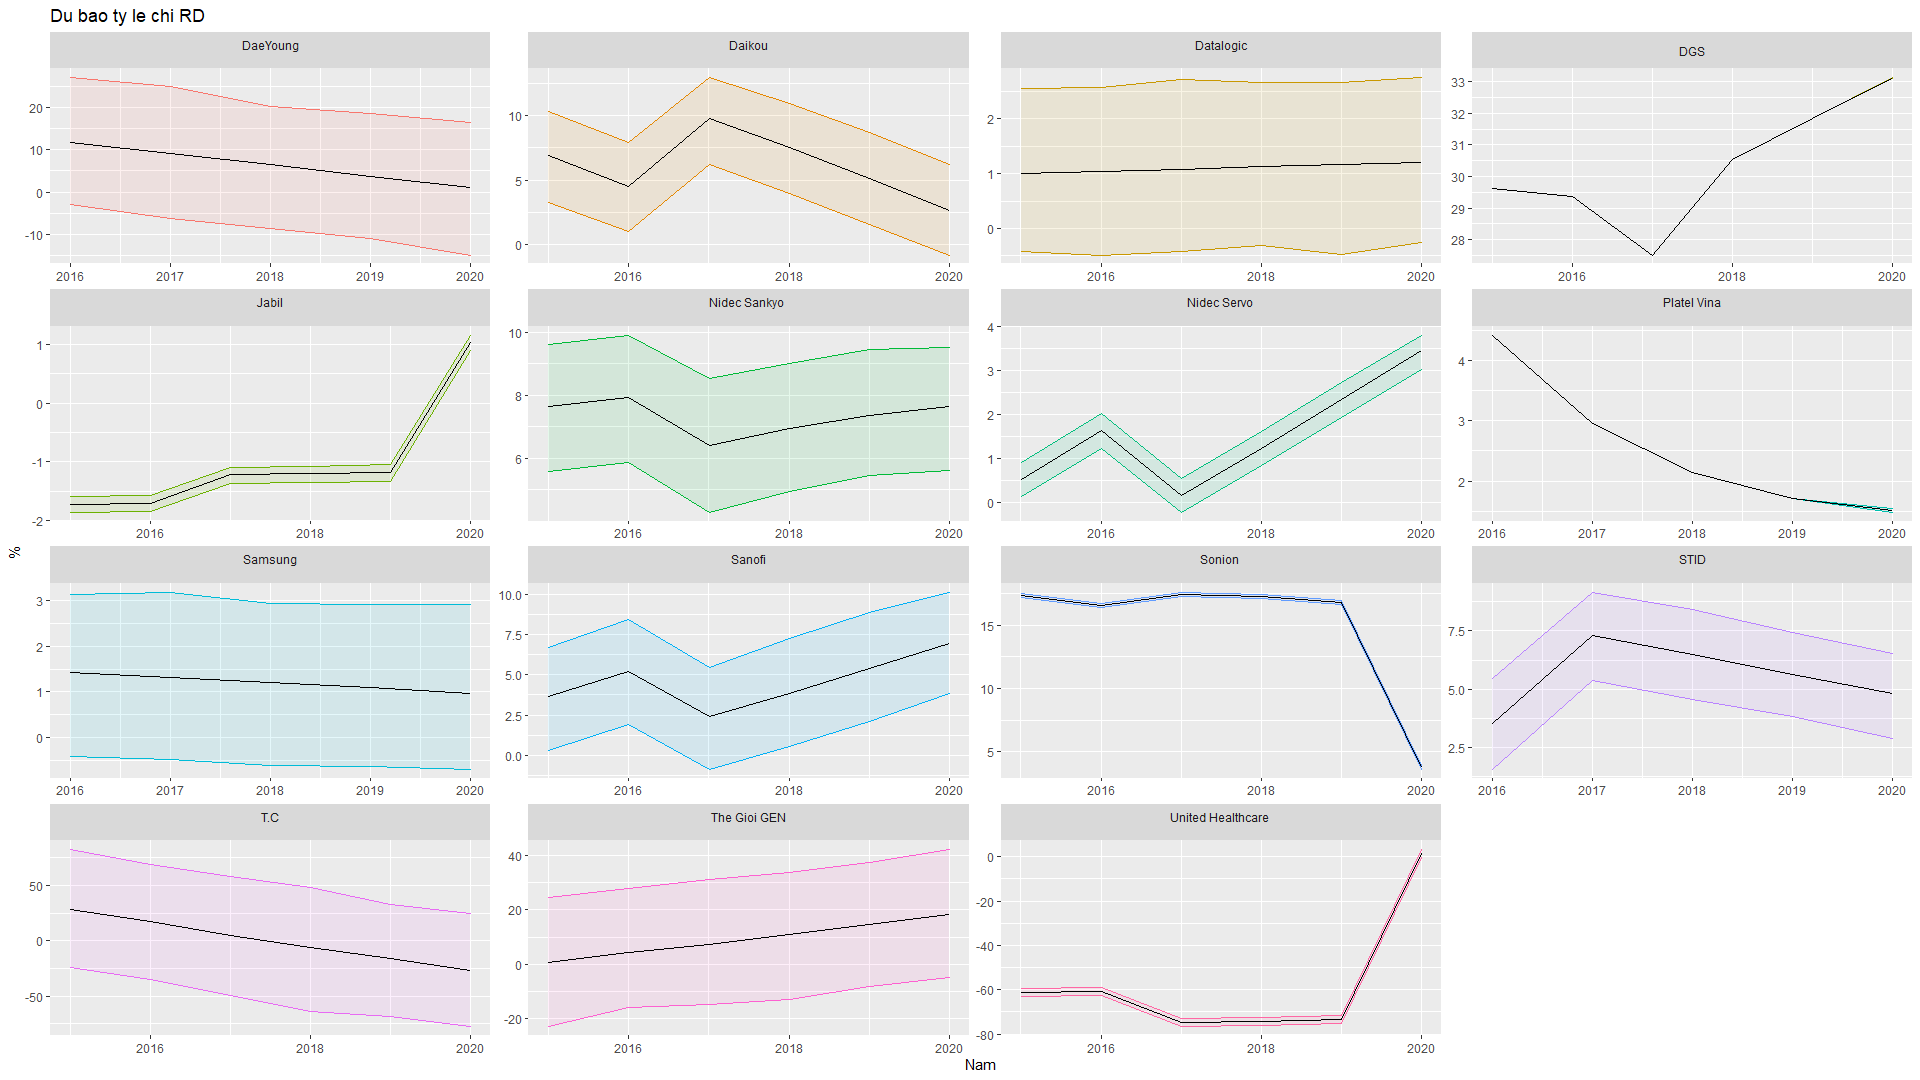 Du bao ty le chi RD
DaeYoung
Daikou
Datalogic
DGS
20
10
0
-10
2016 2017 2018 2019 2020
10
5
0
2016 2018 2020
2
1
0
2016 2018 2020
33
32
31
30
29
28
2016 2018 2020
Jabil
Nidec Sankyo
Nidec Servo
Platel Vina
1
0
-1
-2
2016 2018 2020
10
8
6
2016 2018 2020
4
3
2
1
0
2016 2018 2020
4
3
2
2016 2017 2018 2019 2020
%
Samsung
Sanofi
Sonion
STID
3
2
1
0
2016 2017 2018 2019 2020
10.0
7.5
5.0
2.5
0.0
2016 2018 2020
15
10
5
2016 2018 2020
7.5
5.0
2.5
2016 2017 2018 2019 2020
T.C
The Gioi GEN
United Healthcare
50
0
-50
2016 2018 2020
40
20
0
-20
2016 2018 2020
0
-20
-40
-60
-80
2016 2018 2020
Nam